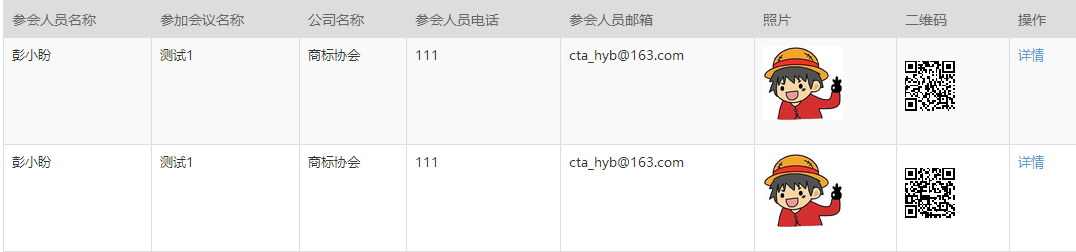 参会人员名称 参加会议名称 公司名称 参会人员电话 参会人员邮箱 照片 二维码 操作
彭小盼 测试1 商标协会 111 cta_hyb@163.com 详情
彭小盼 测试1 商标协会 111 cta_hyb@163.com 详情